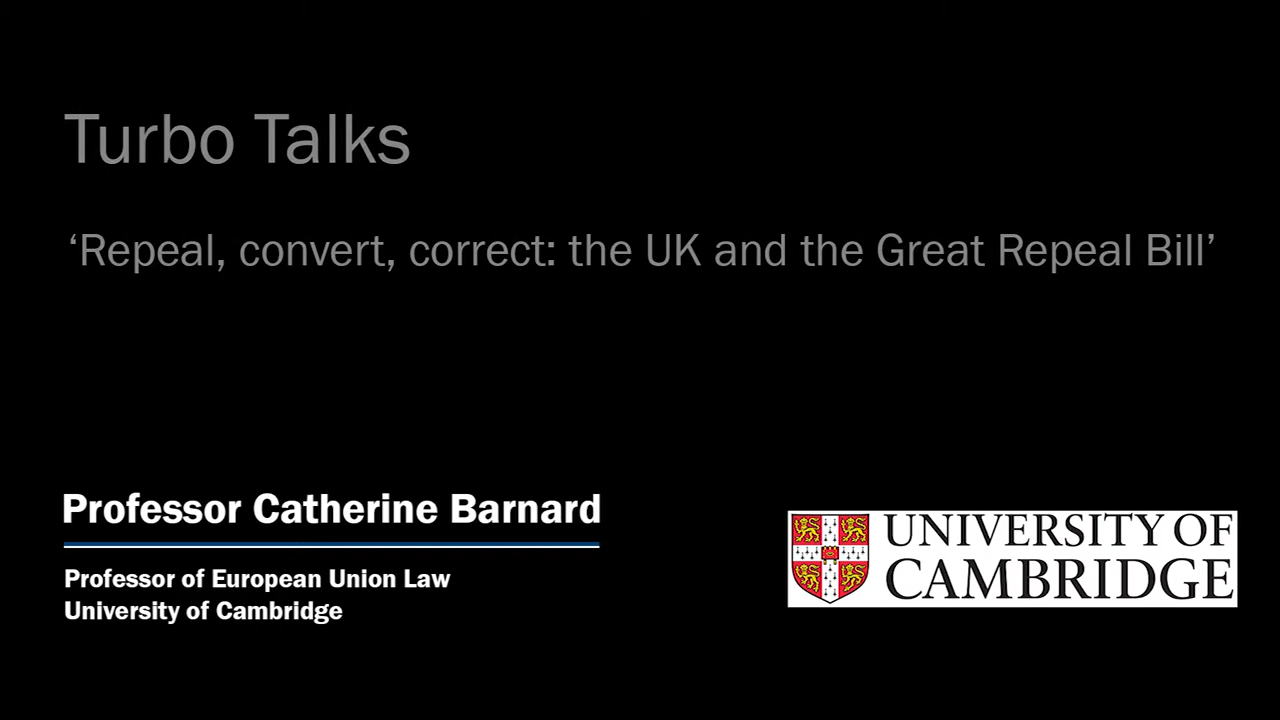 Turbo Talks
‘Repeal, convert, correct: the UK and the Great Repeal Bill’
Professor Catherine Barnard
Professor of European Union Law
University of Cambridge
UNIVERSITY OF
CAMBRIDGE